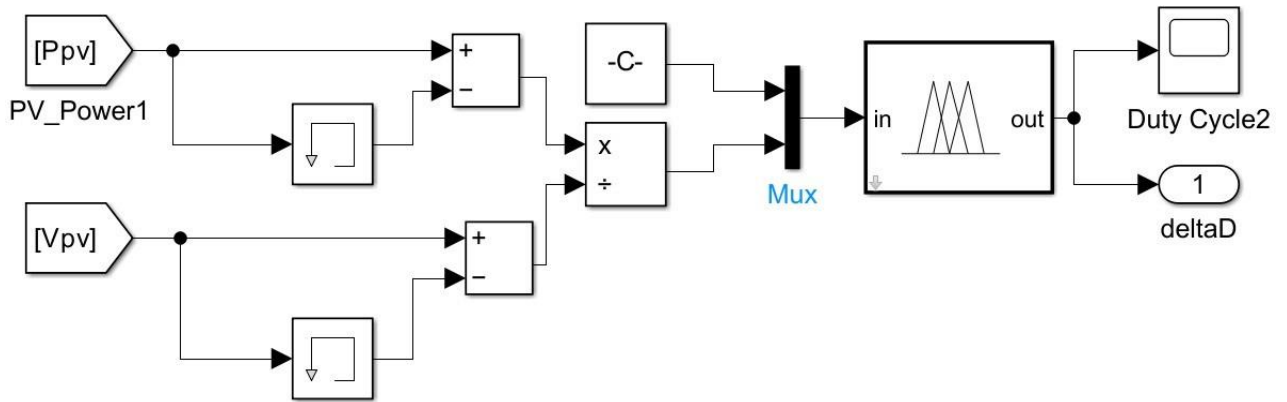 [Ppv]
PV_Power1
+
−
-C-
x
÷
Mux
in
out
Duty Cycle2
1
deltaD
[Vpv]
+
−